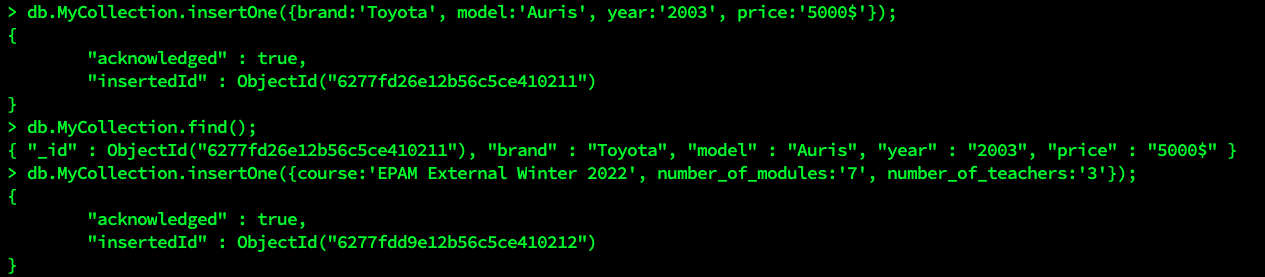 > db.MyCollection.insertOne({brand:'Toyota', model:'Auris', year:'2003', price:'5000$'});
{
        "acknowledged" : true,
        "insertedId" : ObjectId("6277fd26e12b56c5ce410211")
}
> db.MyCollection.find();
{ "_id" : ObjectId("6277fd26e12b56c5ce410211"), "brand" : "Toyota", "model" : "Auris", "year" : "2003", "price" : "5000$" }
> db.MyCollection.insertOne({course:'EPAM External Winter 2022', number_of_modules:'7', number_of_teachers:'3'});
{
        "acknowledged" : true,
        "insertedId" : ObjectId("6277fdd9e12b56c5ce410212")
}